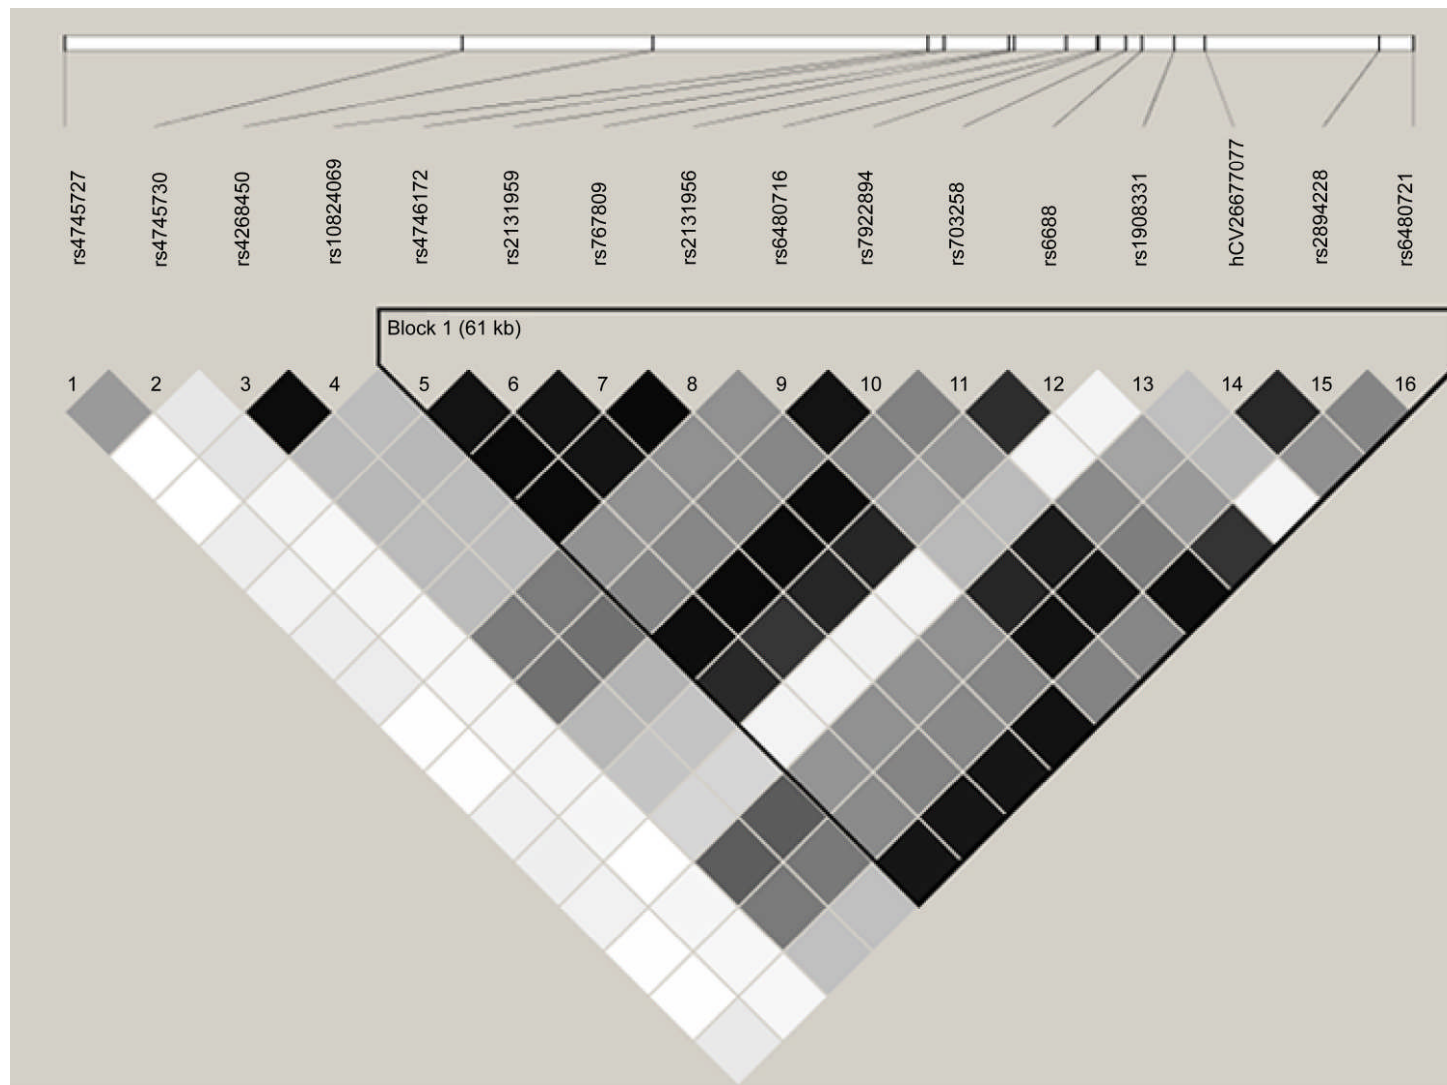 rs4745727
rs4745730
rs4268450
rs10824069
rs4746172
rs2131959
rs767809
rs2131956
rs6480716
rs7922894
rs703258
rs6688
rs1908331
hCV26677077
rs2894228
rs6480721
Block 1 (61 kb)
1 2 3 4 5 6 7 8 9 10 11 12 13 14 15 16